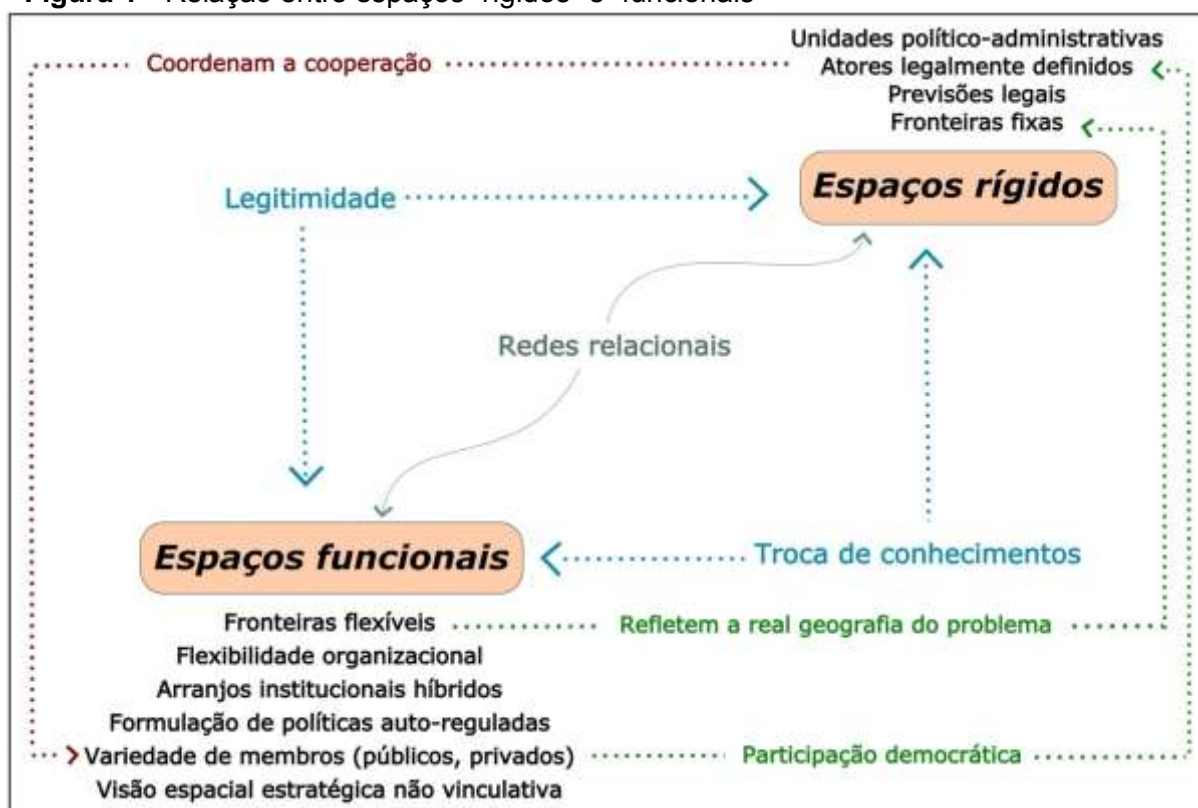 Figura 1 - Relação entre espaços "rígidos" e "funcionais"
Unidades político-administrativas
Coordenam a cooperação
Atores legalmente definidos
Previsões legais
Fronteiras fixas
Espaços rígidos
Legitimidade
Redes relacionais
Espaços funcionais
Troca de conhecimentos
Fronteiras flexíveis
Refletem a real geografia do problema
Flexibilidade organizacional
Arranjos institucionais híbridos
Formulação de políticas auto-reguladas
Variedade de membros (públicos, privados)
Participação democrática
Visão espacial estratégica não vinculativa